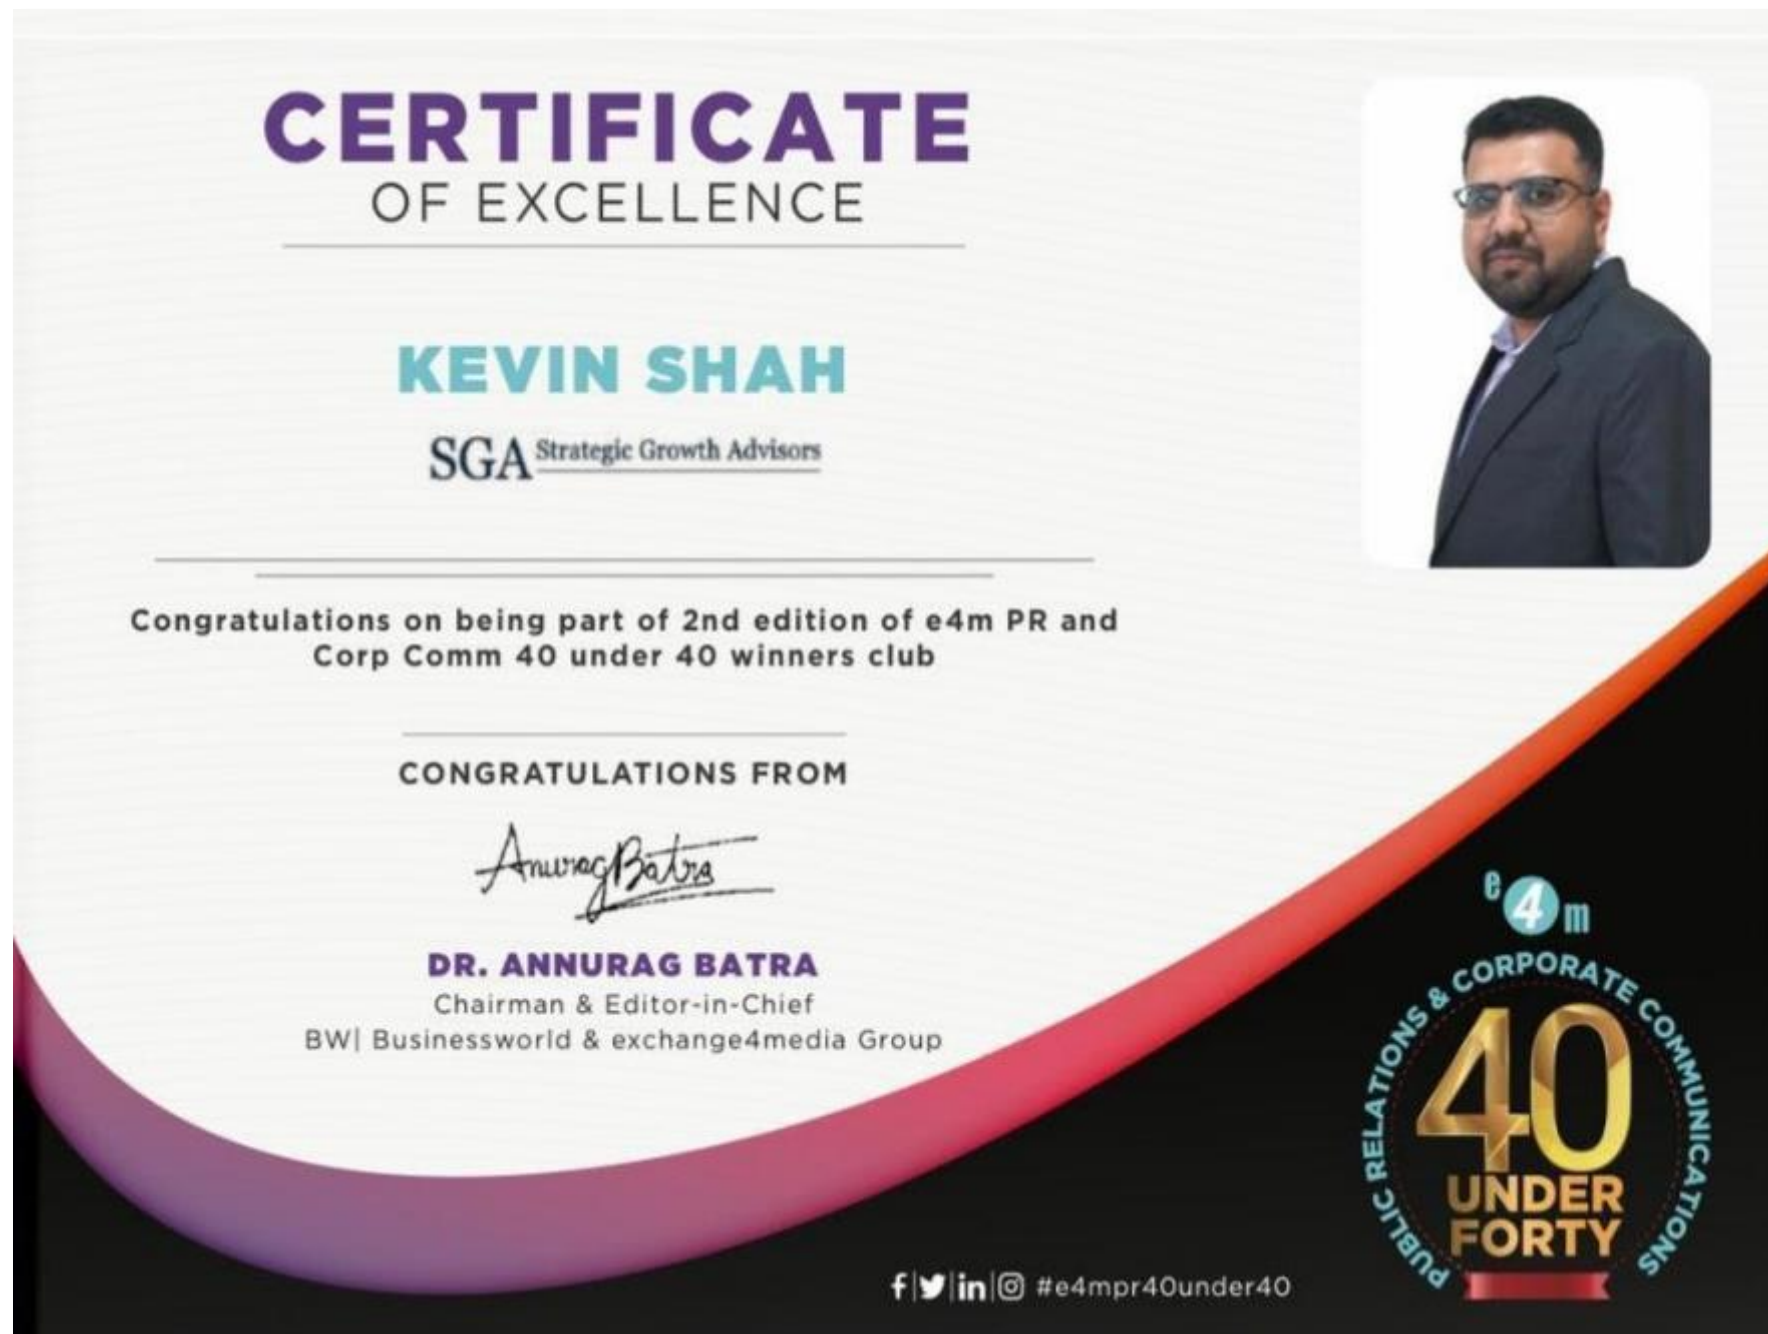 CERTIFICATE
OF EXCELLENCE
KEVIN SHAH
SGA Strategic Growth Advisors
Congratulations on being part of 2nd edition of e4m PR and
Corp Comm 40 under 40 winners club
CONGRATULATIONS FROM
Anurag Batra
DR. ANNURAG BATRA
Chairman & Editor-in-Chief
BW| Businessworld & exchange4media Group
e4m
PUBLIC RELATIONS & CORPORATE COMMUNICATIONS
40
UNDER
FORTY
f|in #e4mpr40under40